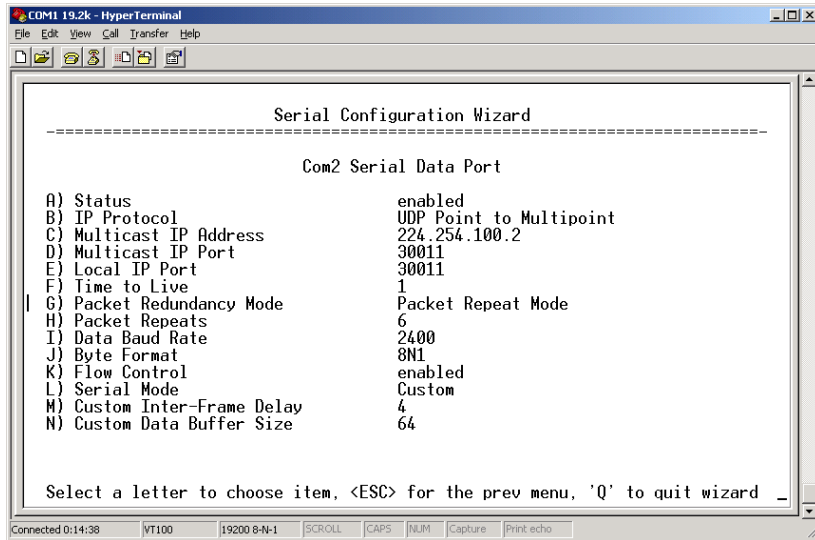 COM1 19.2k - HyperTerminal
File Edit View Call Transfer Help
Serial Configuration Wizard
-==========================================================================-
Com2 Serial Data Port
A) Status enabled
B) IP Protocol UDP Point to Multipoint
C) Multicast IP Address 224.254.100.2
D) Multicast IP Port 30011
E) Local IP Port 30011
F) Time to Live 1
G) Packet Redundancy Mode Packet Repeat Mode
H) Packet Repeats 6
I) Data Baud Rate 2400
J) Byte Format 8N1
K) Flow Control enabled
L) Serial Mode Custom
M) Custom Inter-Frame Delay 4
N) Custom Data Buffer Size 64
Select a letter to choose item, <ESC> for the prev menu, 'Q' to quit wizard _
Connected 0:14:38 VT100 19200 8-N-1 SCROLL CAPS NUM Capture Print echo